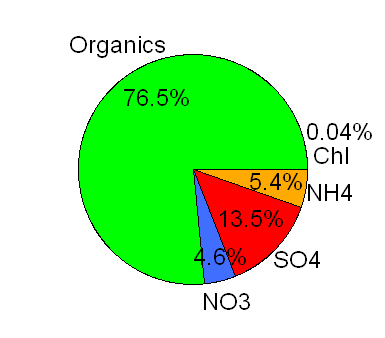 Organics
76.5%
0.04%
Chl
5.4%
NH4
13.5%
SO4
4.6%
NO3